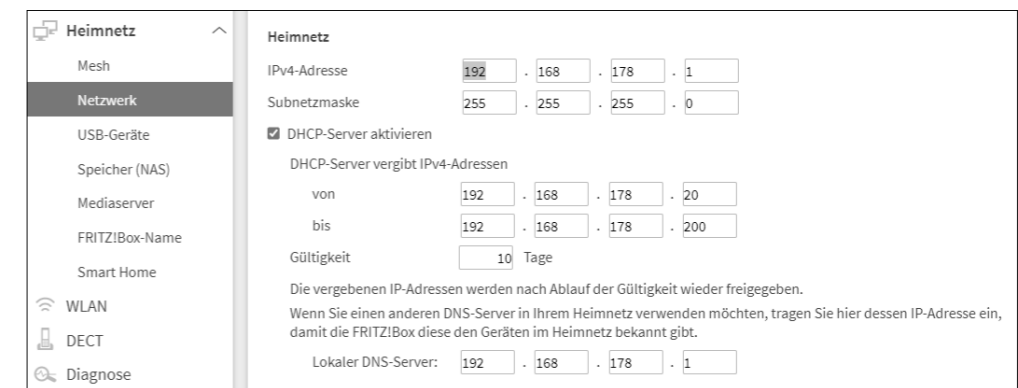 Heimnetz
Mesh
Netzwerk
USB-Geräte
Speicher (NAS)
Mediaserver
FRITZ!Box-Name
Smart Home
WLAN
DECT
Diagnose
Heimnetz
IPv4-Adresse 192 . 168 . 178 . 1
Subnetzmaske 255 . 255 . 255 . 0
DHCP-Server aktivieren
DHCP-Server vergibt IPv4-Adressen
von 192 . 168 . 178 . 20
bis 192 . 168 . 178 . 200
Gültigkeit 10 Tage
Die vergebenen IP-Adressen werden nach Ablauf der Gültigkeit wieder freigegeben.
Wenn Sie einen anderen DNS-Server in Ihrem Heimnetz verwenden möchten, tragen Sie hier dessen IP-Adresse ein,
damit die FRITZ!Box diese den Geräten im Heimnetz bekannt gibt.
Lokaler DNS-Server: 192 . 168 . 178 . 1